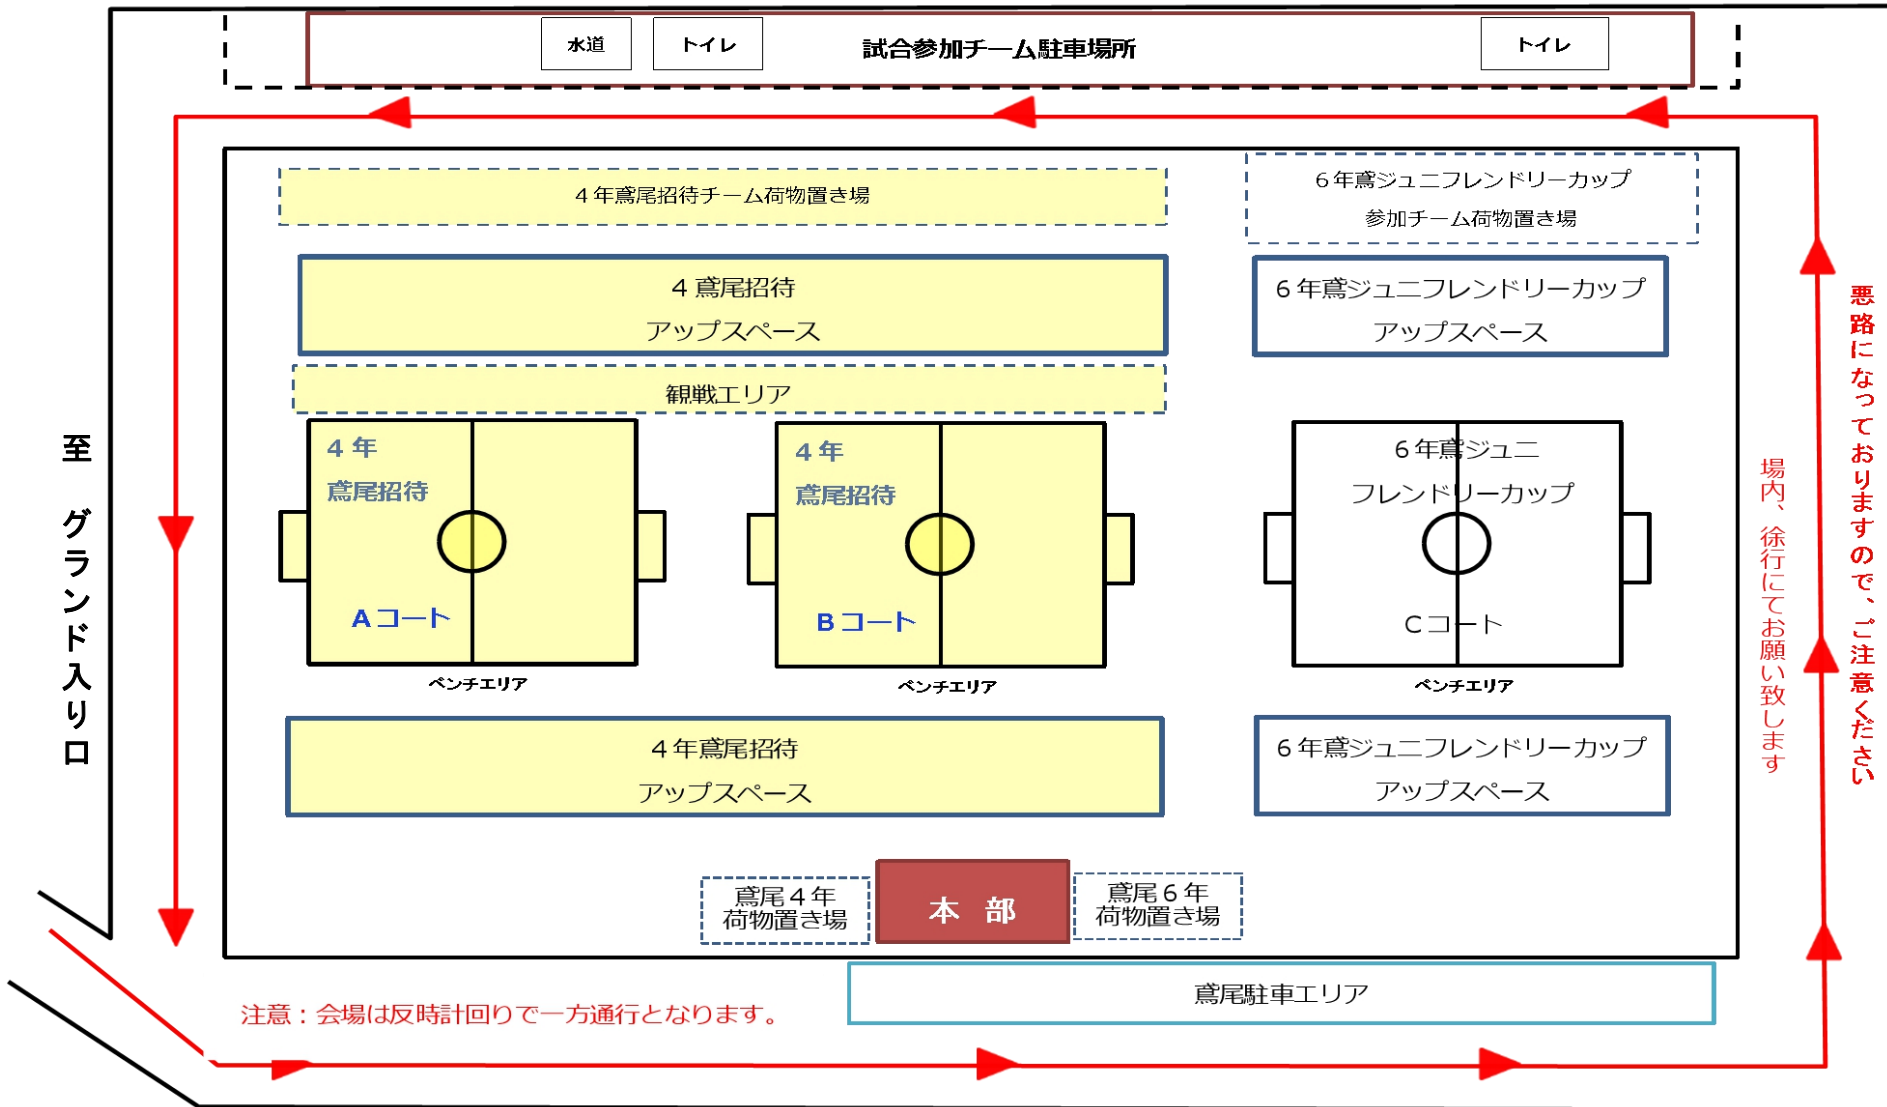 水道
トイレ
試合参加チーム駐車場所
トイレ
4年鳶尾招待チーム荷物置き場
6年鳶ジュニフレンドリーカップ
参加チーム荷物置き場
4鳶尾招待
アップスペース
6年鳶ジュニフレンドリーカップ
アップスペース
観戦エリア
4年
鳶尾招待
Aコート
4年
鳶尾招待
Bコート
6年鳶ジュニ
フレンドリーカップ
Cコート
ベンチエリア
ベンチエリア
ベンチエリア
4年鳶尾招待
アップスペース
6年鳶ジュニフレンドリーカップ
アップスペース
鳶尾4年
荷物置き場
本 部
鳶尾6年
荷物置き場
鳶尾駐車エリア
注意：会場は反時計回りで一方通行となります。
至 グランド入り口
場内、徐行にてお願い致します
悪路になっておりますので、ご注意ください